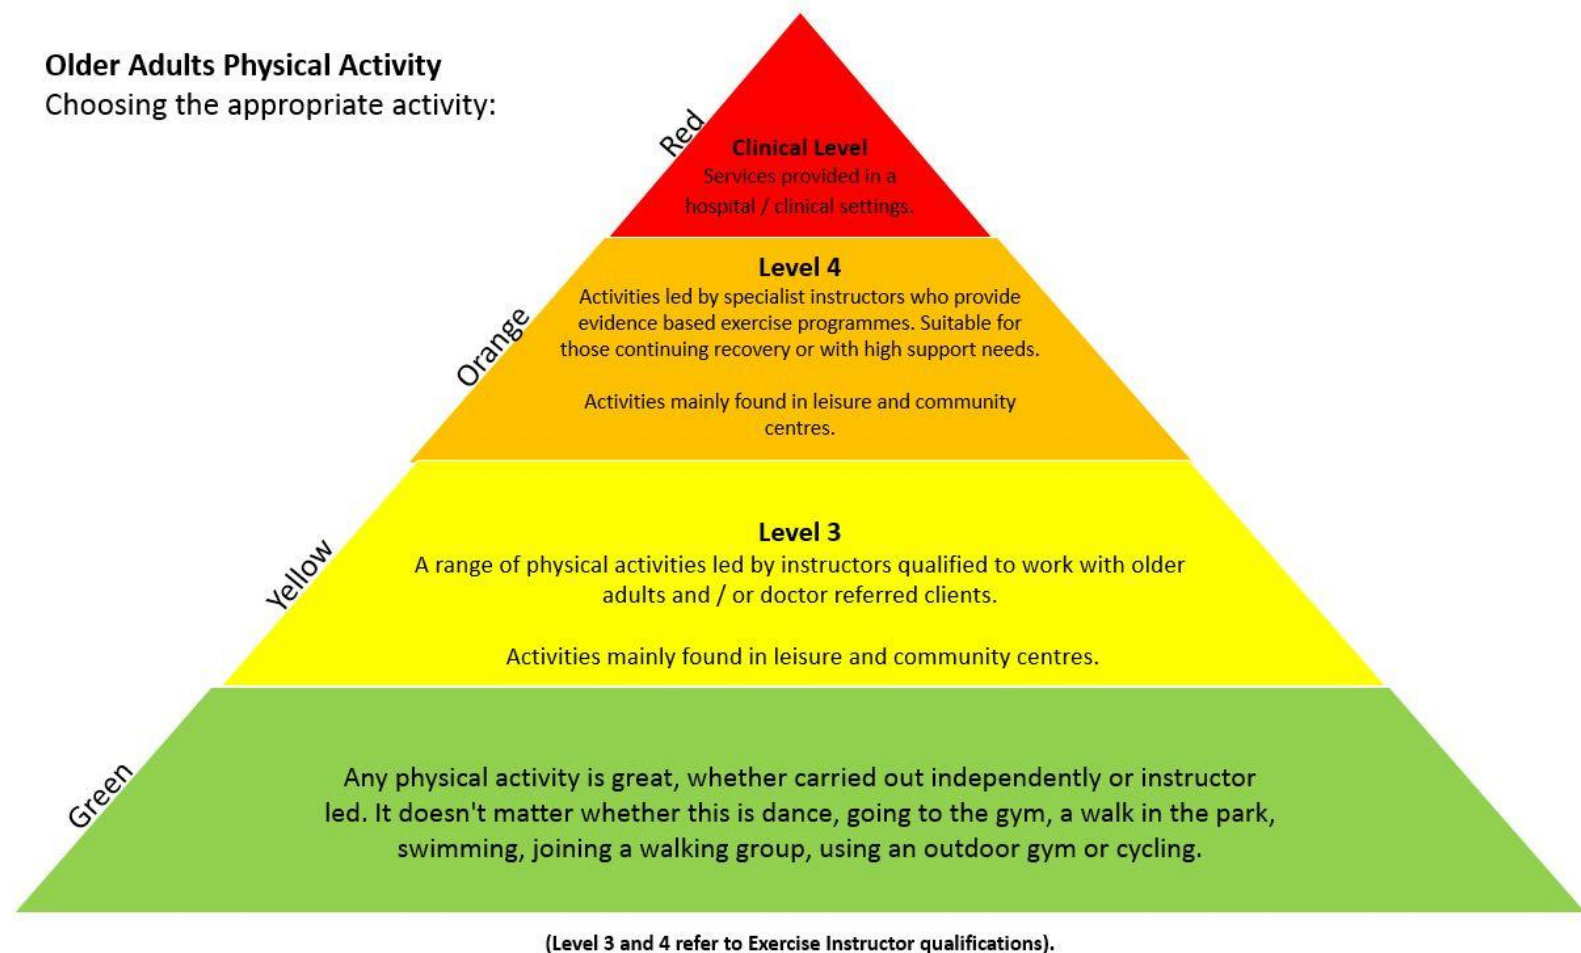 Older Adults Physical Activity
Choosing the appropriate activity:
Red
Clinical Level
Services provided in a
hospital / clinical settings.
Orange
Level 4
Activities led by specialist instructors who provide
evidence based exercise programmes. Suitable for
those continuing recovery or with high support needs.
Activities mainly found in leisure and community
centres.
Yellow
Level 3
A range of physical activities led by instructors qualified to work with older
adults and / or doctor referred clients.
Activities mainly found in leisure and community centres.
Green
Any physical activity is great, whether carried out independently or instructor
led. It doesn't matter whether this is dance, going to the gym, a walk in the park,
swimming, joining a walking group, using an outdoor gym or cycling.
(Level 3 and 4 refer to Exercise Instructor qualifications).